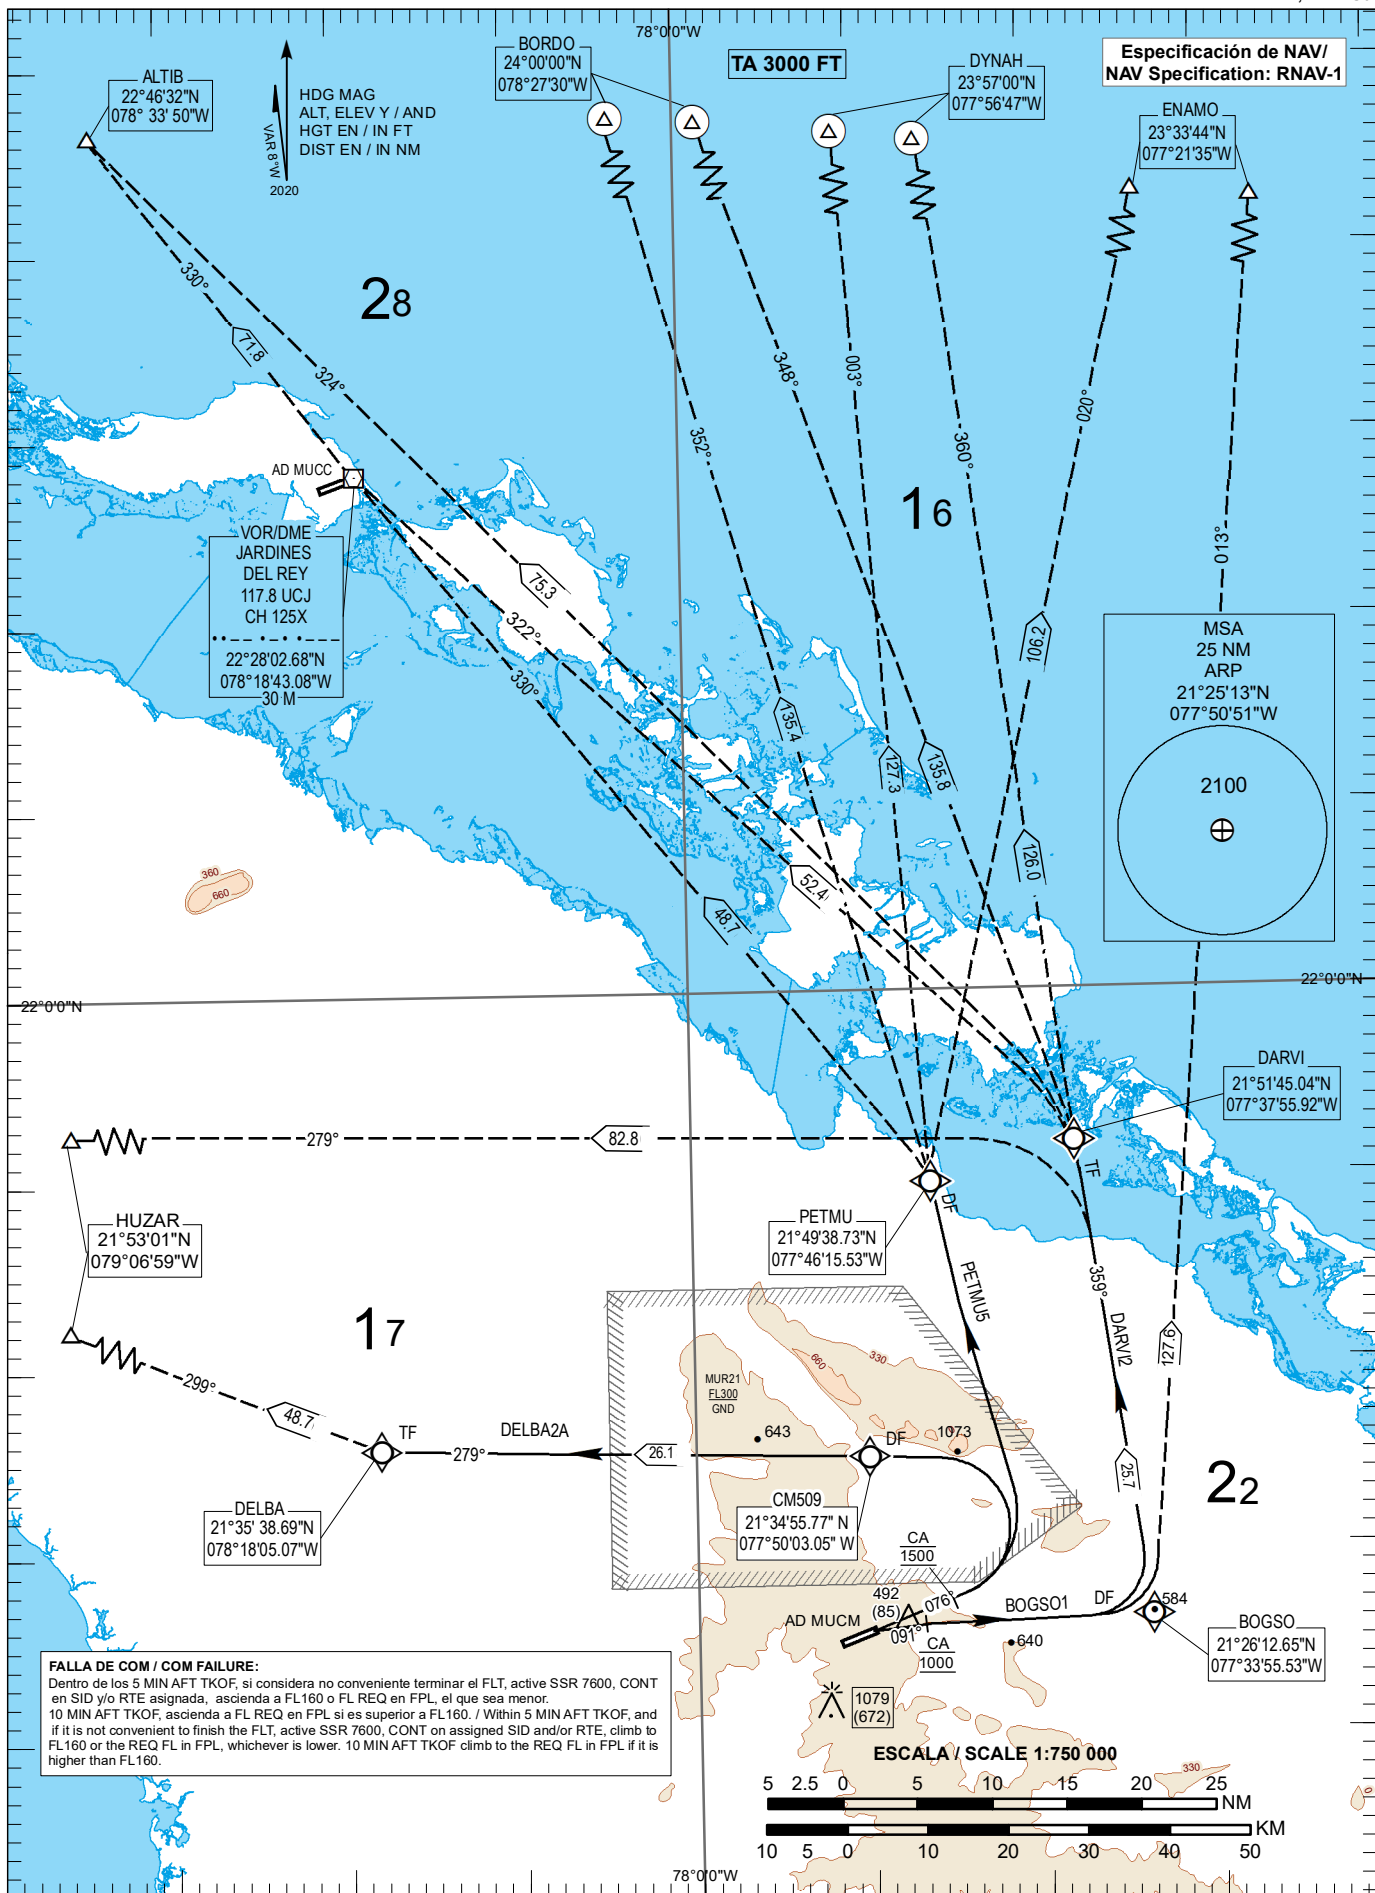 78°0'0"W
BORDO
24°00'00"N
078°27'30"W
TA 3000 FT
DYNAH
23°57'00"N
077°56'47"W
Especificación de NAV/
NAV Specification: RNAV-1
ALTIB
22°46'32"N
078° 33' 50"W
VAR 8°W
2020
HDG MAG
ALT, ELEV Y / AND
HGT EN / IN FT
DIST EN / IN NM
ENAMO
23°33'44"N
077°21'35"W
330°
28
71.8
324°
348°
003°
020°
352°
360°
AD MUCC
16
013°
VOR/DME
JARDINES
DEL REY
117.8 UCJ
CH 125X
22°28'02.68"N
078°18'43.08"W
30 M
75.3
322°
330°
106.2
MSA
25 NM
ARP
21°25'13"N
077°50'51"W
2100
135.4
127.3
135.8
126.0
360
660
52.4
48.7
22°0'0"N
22°0'0"N
DARVI
21°51'45.04"N
077°37'55.92"W
279°
82.8
TF
DF
HUZAR
21°53'01"N
079°06'59"W
PETMU
21°49'38.73"N
077°46'15.53"W
PETMU5
359°
DARVI2
127.6
17
299°
48.7
660
330
MUR21
FL300
GND
643
1073
TF
279°
DELBA2A
26.1
DF
25.7
22
DELBA
21°35' 38.69"N
078°18'05.07"W
CM509
21°34'55.77" N
077°50'03.05" W
CA
1500
492
(85)
076°
AD MUCM
091°
CA
1000
BOGSO1
DF
584
640
BOGSO
21°26'12.65"N
077°33'55.53"W
FALLA DE COM / COM FAILURE:
Dentro de los 5 MIN AFT TKOF, si considera no conveniente terminar el FLT, active SSR 7600, CONT
en SID y/o RTE asignada, ascienda a FL160 o FL REQ en FPL, el que sea menor.
10 MIN AFT TKOF, ascienda a FL REQ en FPL si es superior a FL160. / Within 5 MIN AFT TKOF, and
if it is not convenient to finish the FLT, active SSR 7600, CONT on assigned SID and/or RTE, climb to
FL160 or the REQ FL in FPL, whichever is lower. 10 MIN AFT TKOF climb to the REQ FL in FPL if it is
higher than FL160.
1079
(672)
ESCALA / SCALE 1:750 000
5 2.5 0 5 10 15 20 25
NM
KM
10 5 0 10 20 30 40 50
330
0
78°0'0"W